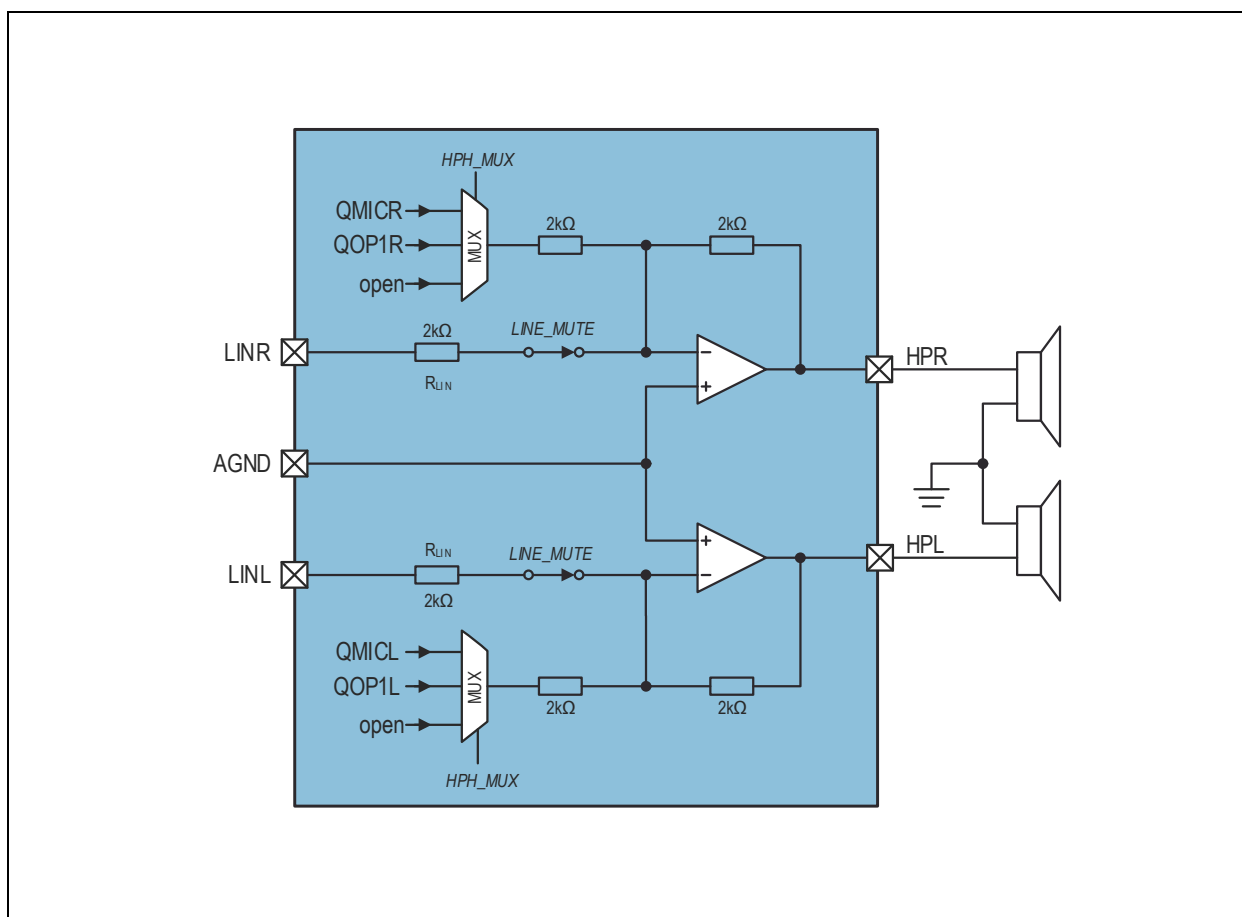 HPH_MUX
QMICR
QOP1R
open
MUX
2kΩ
2kΩ
LINR
2kΩ
RLIN
LINE_MUTE
−
+
HPR
AGND
LINL
RLIN
2kΩ
LINE_MUTE
+
−
HPL
QMICL
QOP1L
open
MUX
2kΩ
2kΩ
HPH_MUX